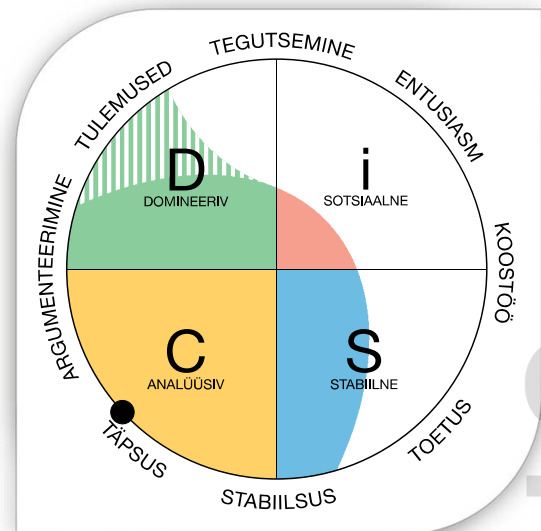 TEGUTSEMINE
TULEMUSED
ENTUSIASM
D
DOMINEERIV
i
SOTSIAALNE
ARGUMENTEERIMINE
KOOSTÖÖ
C
ANALÜÜSIV
S
STABIILNE
TÄPSUS
TOETUS
STABIILSUS